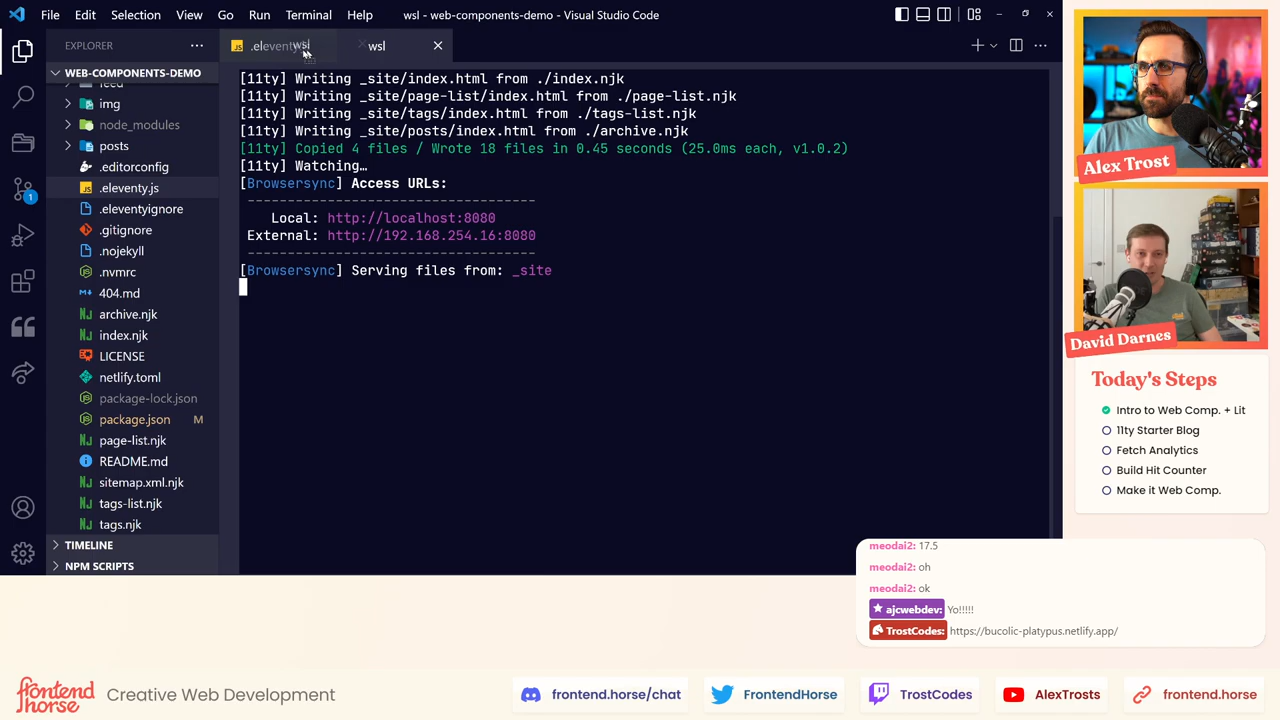 File Edit Selection View Go Run Terminal Help
wsl - web-components-demo - Visual Studio Code
EXPLORER
WEB-COMPONENTS-DEMO
img
node_modules
posts
.editorconfig
.eleventy.js
.eleventyignore
.gitignore
.nojekyll
.nvmrc
404.md
archive.njk
index.njk
LICENSE
netlify.toml
package-lock.json
package.json M
page-list.njk
README.md
sitemap.xml.njk
tags-list.njk
tags.njk
TIMELINE
NPM SCRIPTS
1
wsl
wsl
[11ty] Writing _site/index.html from ./index.njk
[11ty] Writing _site/page-list/index.html from ./page-list.njk
[11ty] Writing _site/tags/index.html from ./tags-list.njk
[11ty] Writing _site/posts/index.html from ./archive.njk
[11ty] Copied 4 files / Wrote 18 files in 0.45 seconds (25.0ms each, v1.0.2)
[11ty] Watching…
[Browsersync] Access URLs:
-----------------------------------
Local: http://localhost:8080
External: http://192.168.254.16:8080
-----------------------------------
[Browsersync] Serving files from: _site
Alex Trost
David Darnes
Today's Steps
Intro to Web Comp. + Lit
11ty Starter Blog
Fetch Analytics
Build Hit Counter
Make it Web Comp.
meodai2: 17.5
meodai2: oh
meodai2: ok
ajcwebdev: Yo!!!!!
TrostCodes: https://bucolic-platypus.netlify.app/
frontend
horse
Creative Web Development
frontend.horse/chat
FrontendHorse
TrostCodes
AlexTrosts
frontend.horse